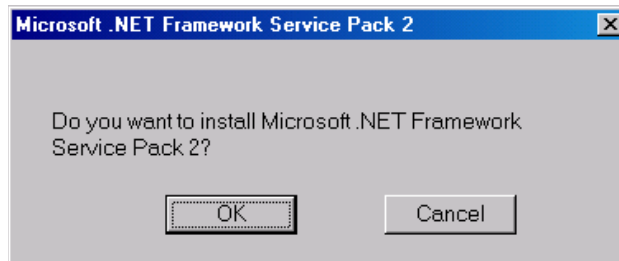 Microsoft .NET Framework Service Pack 2
Do you want to install Microsoft .NET Framework
Service Pack 2?
OK
Cancel